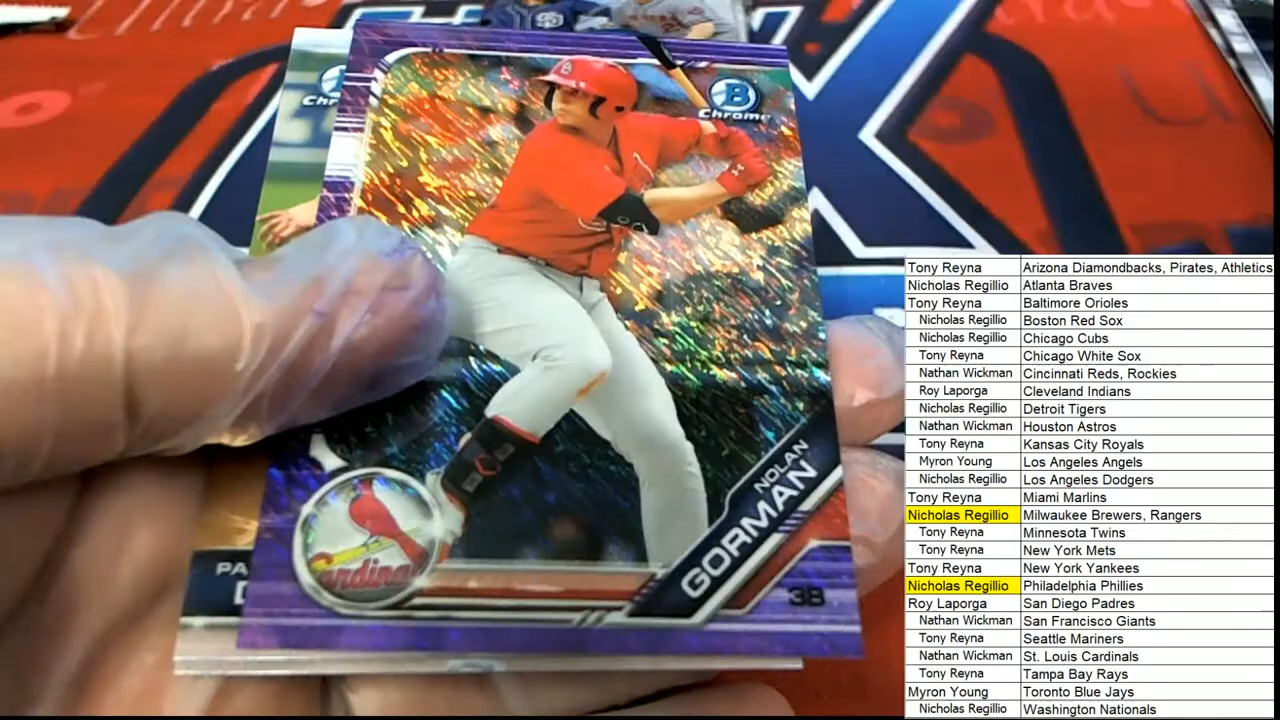 B
Chrome
Chr
NOLAN
GORMAN
3B
Cardinals
PA
Tony Reyna Arizona Diamondbacks, Pirates, Athletics
Nicholas Regillio Atlanta Braves
Tony Reyna Baltimore Orioles
Nicholas Regillio Boston Red Sox
Nicholas Regillio Chicago Cubs
Tony Reyna Chicago White Sox
Nathan Wickman Cincinnati Reds, Rockies
Roy Laporga Cleveland Indians
Nicholas Regillio Detroit Tigers
Nathan Wickman Houston Astros
Tony Reyna Kansas City Royals
Myron Young Los Angeles Angels
Nicholas Regillio Los Angeles Dodgers
Tony Reyna Miami Marlins
Nicholas Regillio Milwaukee Brewers, Rangers
Tony Reyna Minnesota Twins
Tony Reyna New York Mets
Tony Reyna New York Yankees
Nicholas Regillio Philadelphia Phillies
Roy Laporga San Diego Padres
Nathan Wickman San Francisco Giants
Tony Reyna Seattle Mariners
Nathan Wickman St. Louis Cardinals
Tony Reyna Tampa Bay Rays
Myron Young Toronto Blue Jays
Nicholas Regillio Washington Nationals